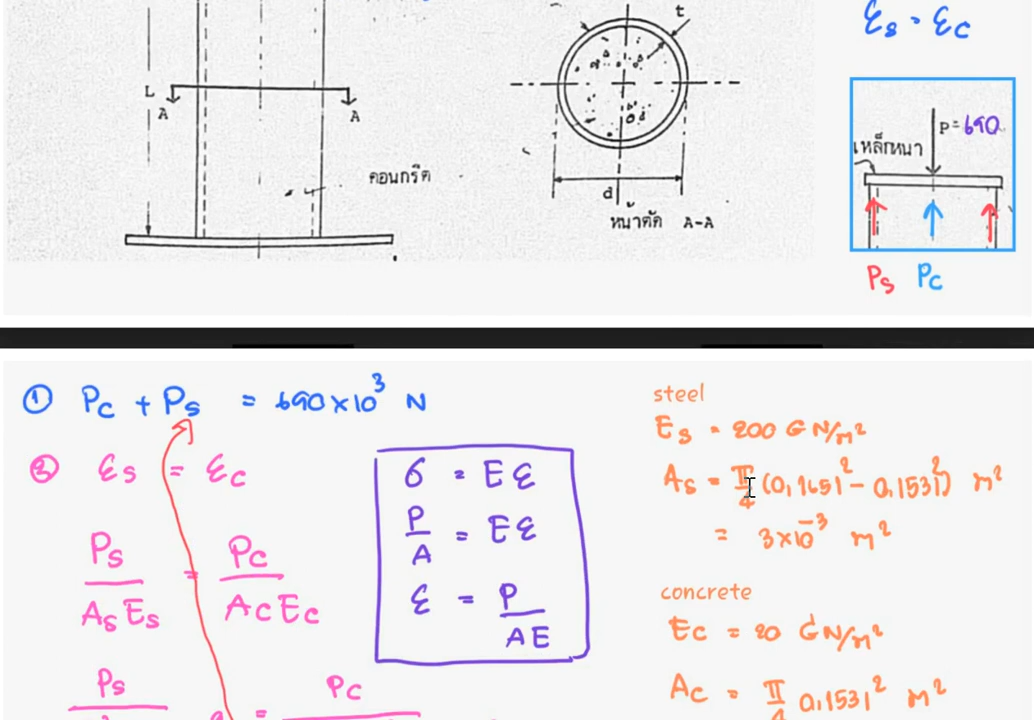 t
εs = εc
L
A
A
คอนกรีต
d
หน้าตัด A-A
P=690
เหล็กหนา
Ps Pc
① Pc + Ps = 690×10³ N
② εs = εc
Ps / AsEs = Pc / AcEc
Ps
Pc
σ = Eε
P/A = Eε
ε = P/AE
steel
Es = 200 GN/m²
As = π/4 (0,1651² - 0,1531²) m²
= 3×10⁻³ m²
concrete
Ec = 20 GN/m²
Ac = π/4 0,1531² m²